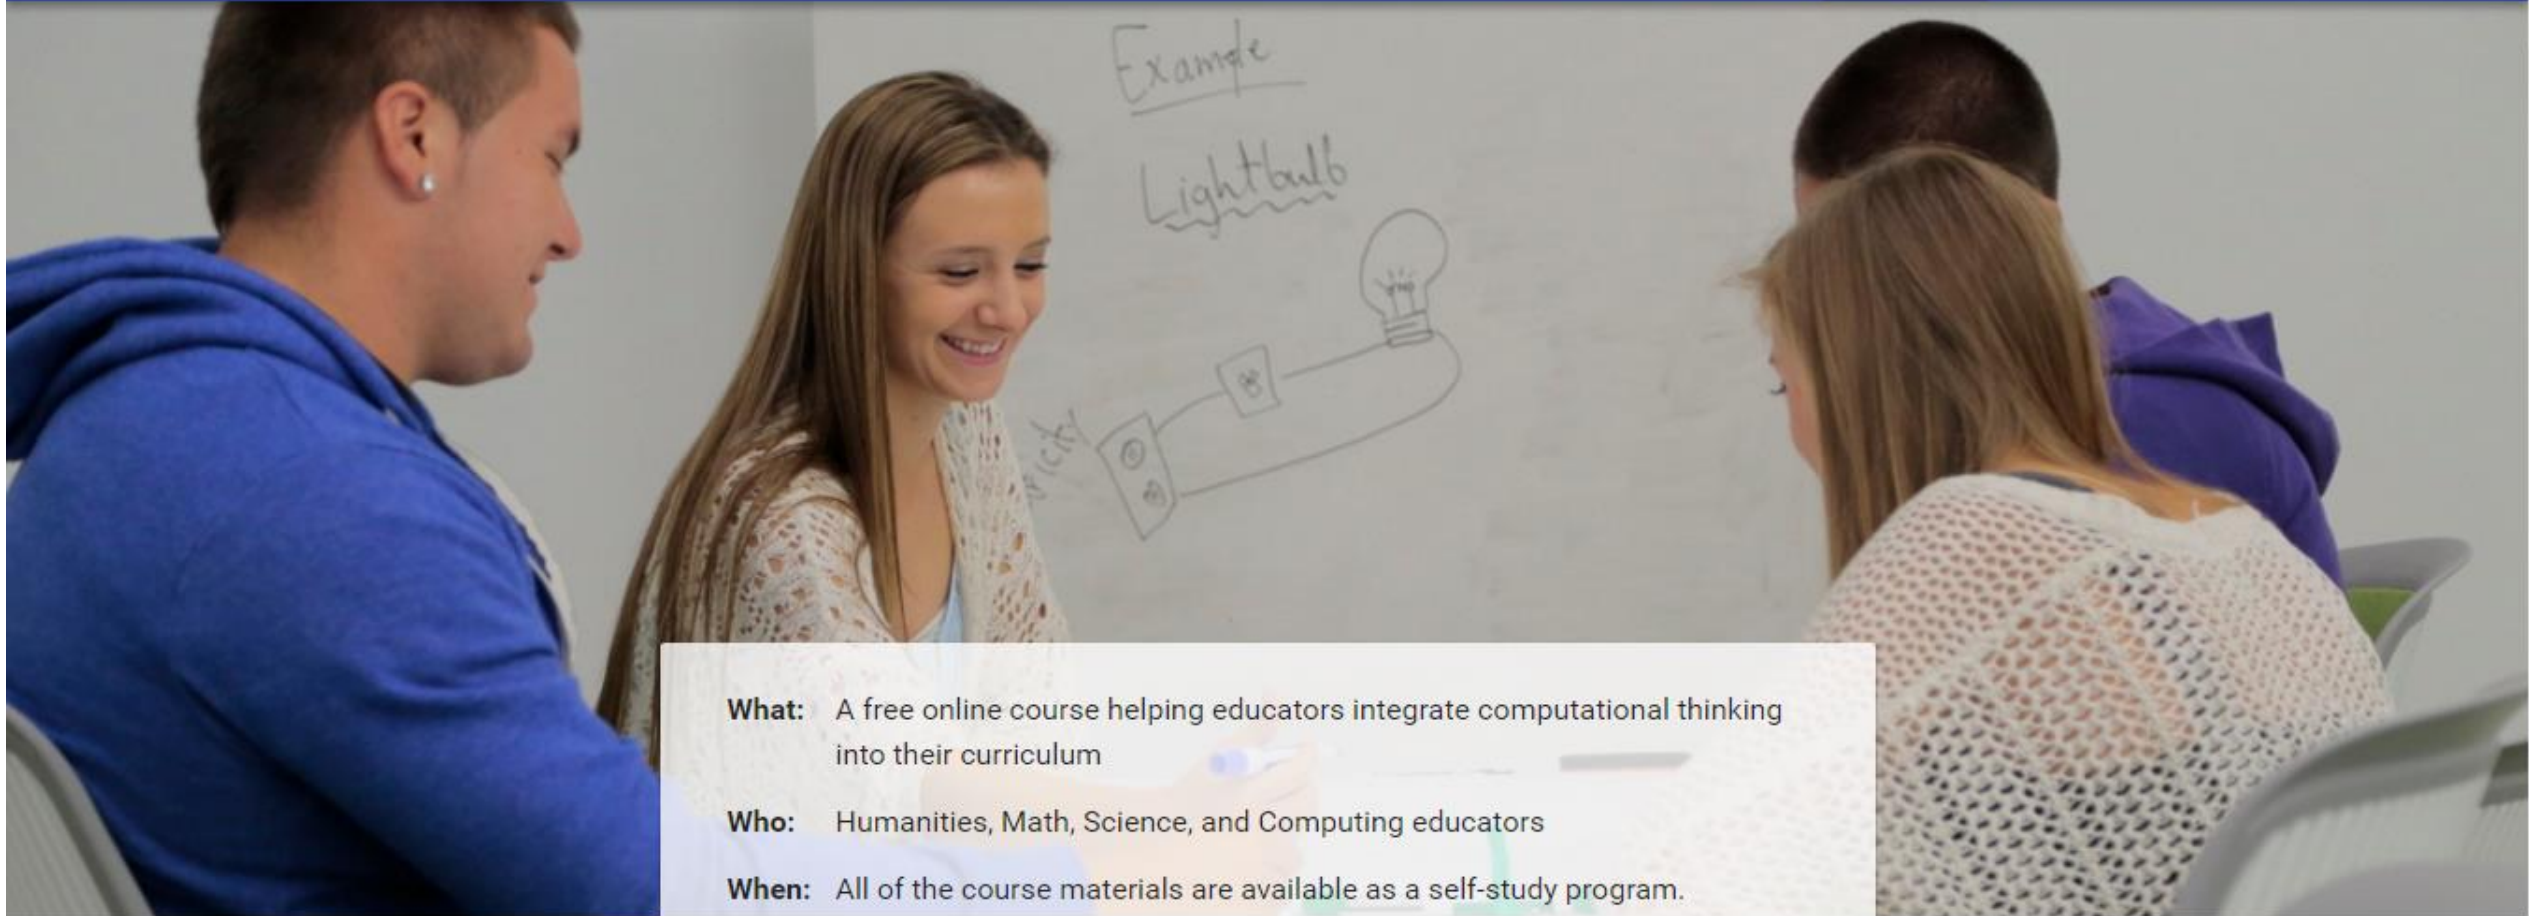 Example
Lightbulb
What: A free online course helping educators integrate computational thinking
into their curriculum
Who: Humanities, Math, Science, and Computing educators
When: All of the course materials are available as a self-study program.